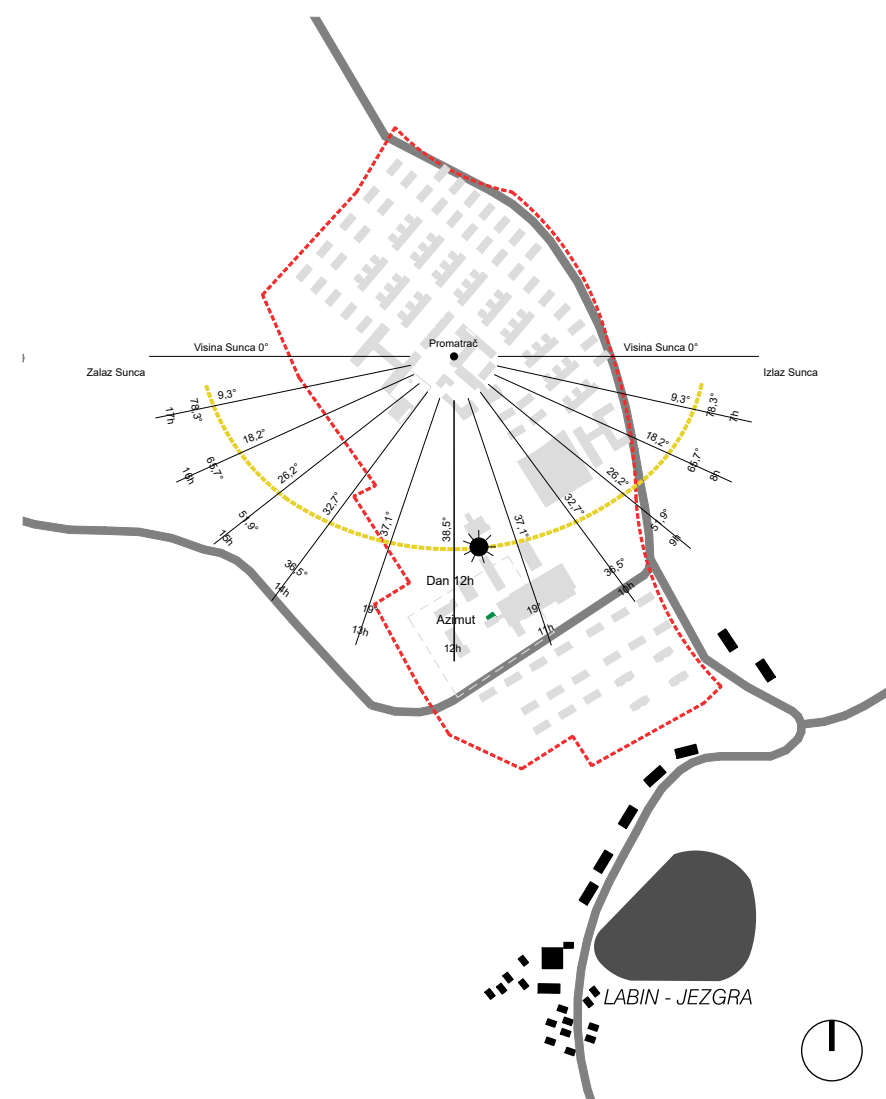 Promatrač
Visina Sunca 0°
Visina Sunca 0°
Zalaz Sunca
Izlaz Sunca
9,3°
78,3°
17h
9,3°
78,3°
7h
18,2°
65,7°
16h
18,2°
65,7°
8h
26,2°
51,9°
15h
26,2°
51,9°
9h
32,7°
36,5°
14h
32,7°
36,5°
10h
37,1°
19°
13h
37,1°
19°
11h
38,5°
Dan 12h
Azimut
12h
LABIN - JEZGRA